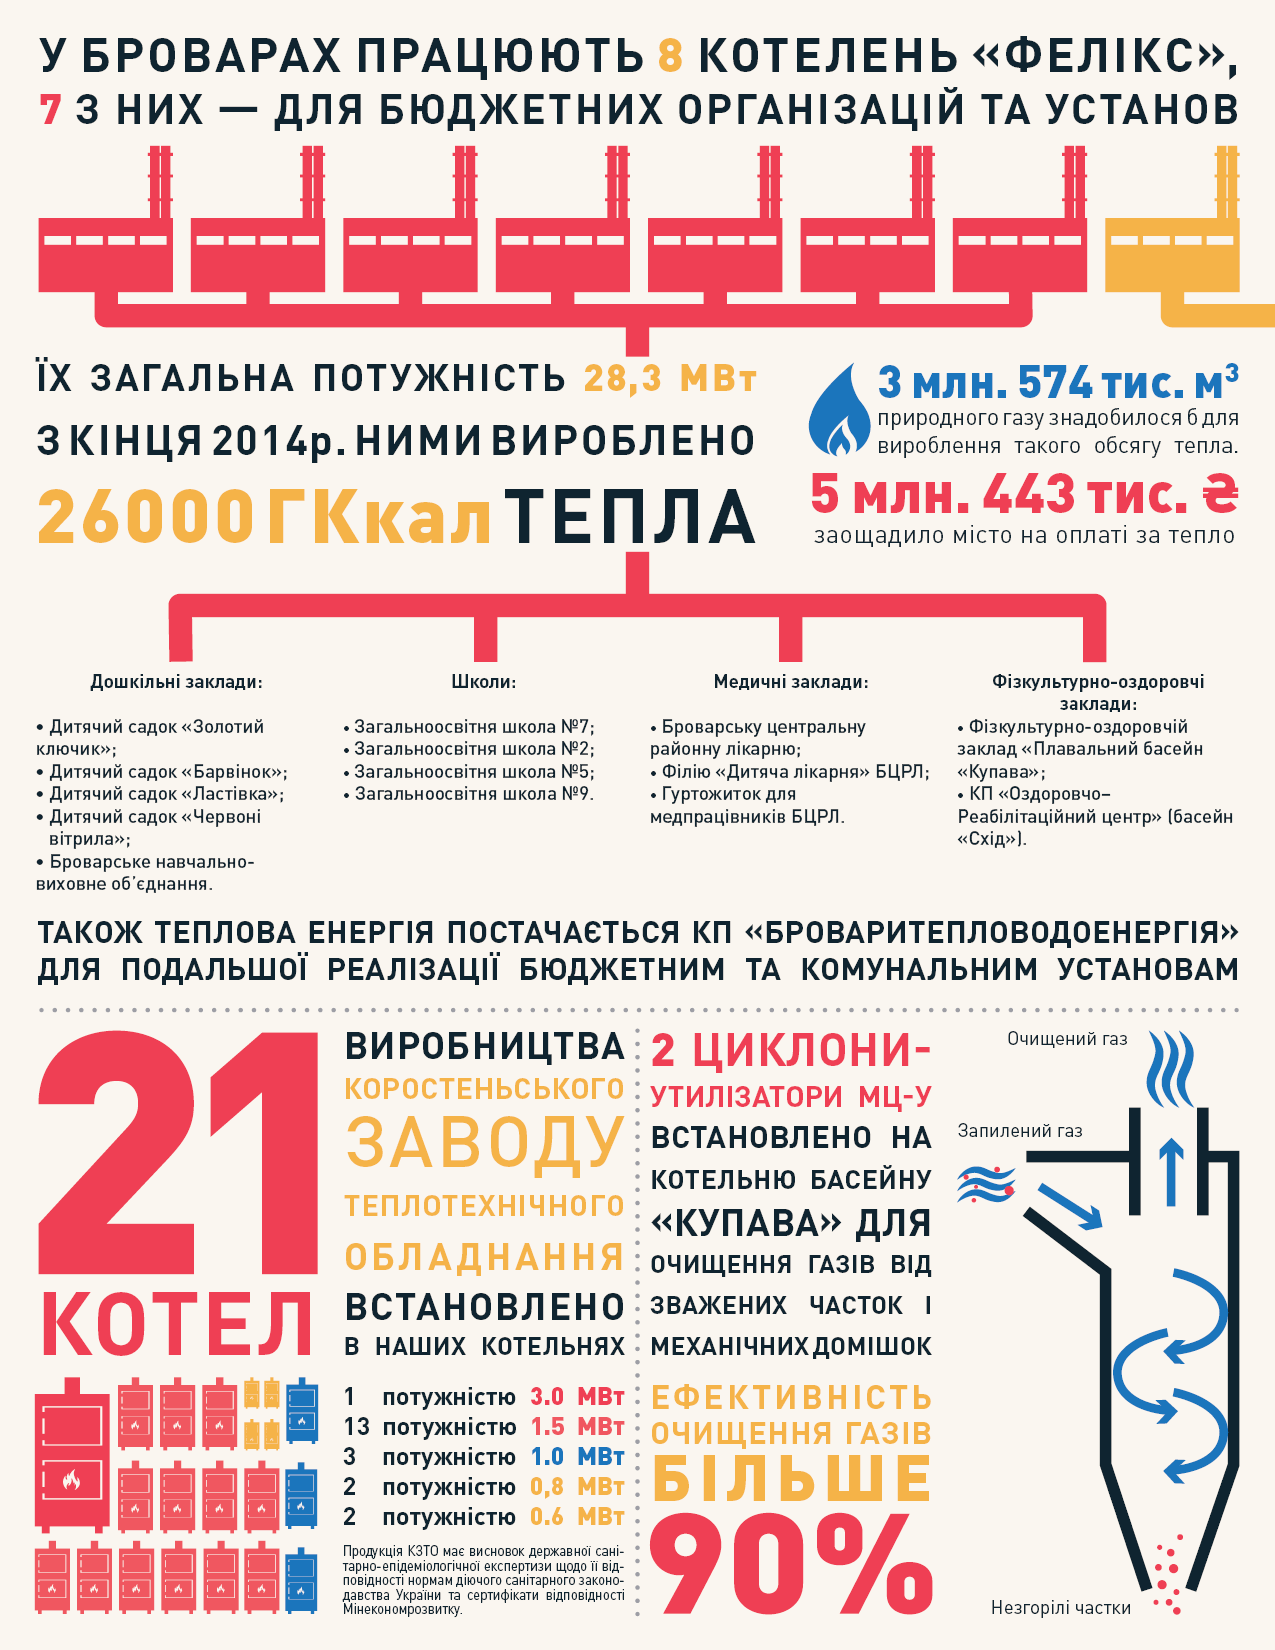 У БРОВАРАХ ПРАЦЮЮТЬ 8 КОТЕЛЕНЬ «ФЕЛІКС»,
7 З НИХ — ДЛЯ БЮДЖЕТНИХ ОРГАНІЗАЦІЙ ТА УСТАНОВ
ЇХ ЗАГАЛЬНА ПОТУЖНІСТЬ 28,3 МВт
З КІНЦЯ 2014р. НИМИ ВИРОБЛЕНО
26000 ГКкал ТЕПЛА
3 млн. 574 тис. м³
природного газу знадобилося б для
вироблення такого обсягу тепла.
5 млн. 443 тис. ₴
заощадило місто на оплаті за тепло
Дошкільні заклади:
• Дитячий садок «Золотий
ключик»;
• Дитячий садок «Барвінок»;
• Дитячий садок «Ластівка»;
• Дитячий садок «Червоні
вітрила»;
• Броварське навчально-
виховне об’єднання.
Школи:
• Загальноосвітня школа №7;
• Загальноосвітня школа №2;
• Загальноосвітня школа №5;
• Загальноосвітня школа №9.
Медичні заклади:
• Броварську центральну
районну лікарню;
• Філію «Дитяча лікарня» БЦРЛ;
• Гуртожиток для
медпрацівників БЦРЛ.
Фізкультурно-оздоровчі
заклади:
• Фізкультурно-оздоровчій
заклад «Плавальний басейн
«Купава»;
• КП «Оздоровчо–
Реабілітаційний центр» (басейн
«Схід»).
ТАКОЖ ТЕПЛОВА ЕНЕРГІЯ ПОСТАЧАЄТЬСЯ КП «БРОВАРИТЕПЛОВОДОЕНЕРГІЯ»
ДЛЯ ПОДАЛЬШОЇ РЕАЛІЗАЦІЇ БЮДЖЕТНИМ ТА КОМУНАЛЬНИМ УСТАНОВАМ
21
КОТЕЛ
ВИРОБНИЦТВА
КОРОСТЕНЬСЬКОГО
ЗАВОДУ
ТЕПЛОТЕХНІЧНОГО
ОБЛАДНАННЯ
ВСТАНОВЛЕНО
В НАШИХ КОТЕЛЬНЯХ
1 потужністю 3.0 МВт
13 потужністю 1.5 МВт
3 потужністю 1.0 МВт
2 потужністю 0,8 МВт
2 потужністю 0.6 МВт
Продукція КЗТО має висновок державної сані-
тарно-епідеміологічної експертизи щодо її від-
повідності нормам діючого санітарного законо-
давства України та сертифікати відповідності
Мінекономрозвитку.
2 ЦИКЛОНИ-
УТИЛІЗАТОРИ МЦ-У
ВСТАНОВЛЕНО НА
КОТЕЛЬНЮ БАСЕЙНУ
«КУПАВА» ДЛЯ
ОЧИЩЕННЯ ГАЗІВ ВІД
ЗВАЖЕНИХ ЧАСТОК І
МЕХАНІЧНИХ ДОМІШОК
ЕФЕКТИВНІСТЬ
ОЧИЩЕННЯ ГАЗІВ
БІЛЬШЕ
90%
Очищений газ
Запилений газ
Незгорілі частки